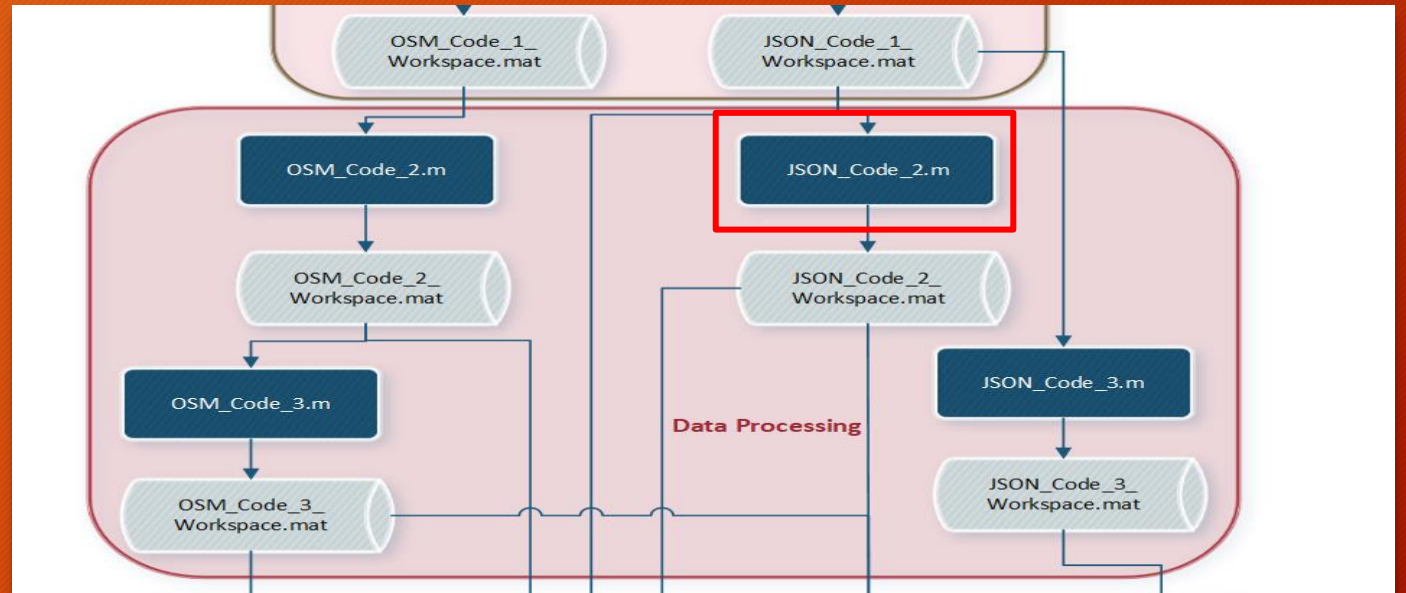 OSM_Code_1_
Workspace.mat
JSON_Code_1_
Workspace.mat
OSM_Code_2.m
JSON_Code_2.m
OSM_Code_2_
Workspace.mat
JSON_Code_2_
Workspace.mat
OSM_Code_3.m
JSON_Code_3.m
Data Processing
OSM_Code_3_
Workspace.mat
JSON_Code_3_
Workspace.mat